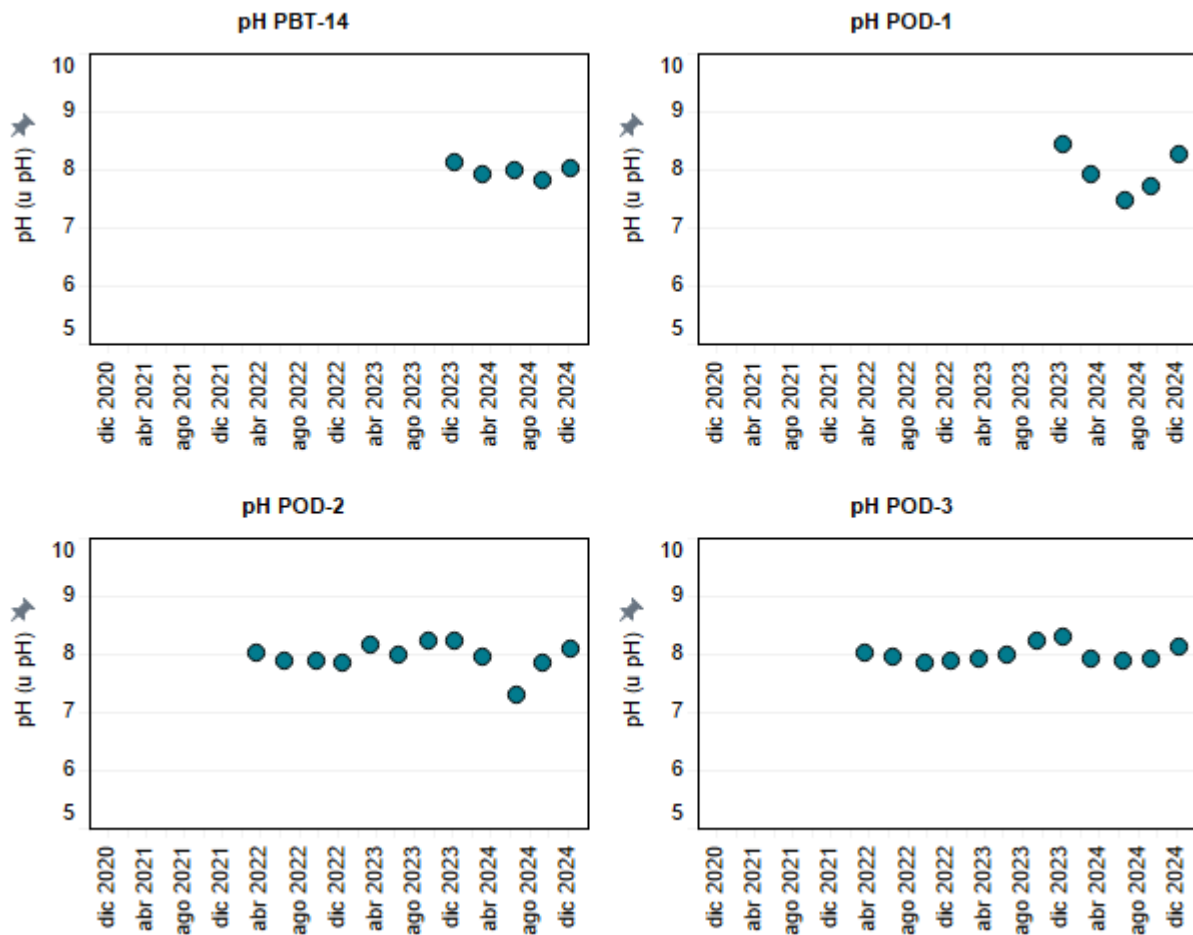 pH PBT-14
pH (u pH)
10
9
8
7
6
5
dic 2020
abr 2021
ago 2021
dic 2021
abr 2022
ago 2022
dic 2022
abr 2023
ago 2023
dic 2023
abr 2024
ago 2024
dic 2024
pH POD-1
pH (u pH)
10
9
8
7
6
5
dic 2020
abr 2021
ago 2021
dic 2021
abr 2022
ago 2022
dic 2022
abr 2023
ago 2023
dic 2023
abr 2024
ago 2024
dic 2024
pH POD-2
pH (u pH)
10
9
8
7
6
5
dic 2020
abr 2021
ago 2021
dic 2021
abr 2022
ago 2022
dic 2022
abr 2023
ago 2023
dic 2023
abr 2024
ago 2024
dic 2024
pH POD-3
pH (u pH)
10
9
8
7
6
5
dic 2020
abr 2021
ago 2021
dic 2021
abr 2022
ago 2022
dic 2022
abr 2023
ago 2023
dic 2023
abr 2024
ago 2024
dic 2024